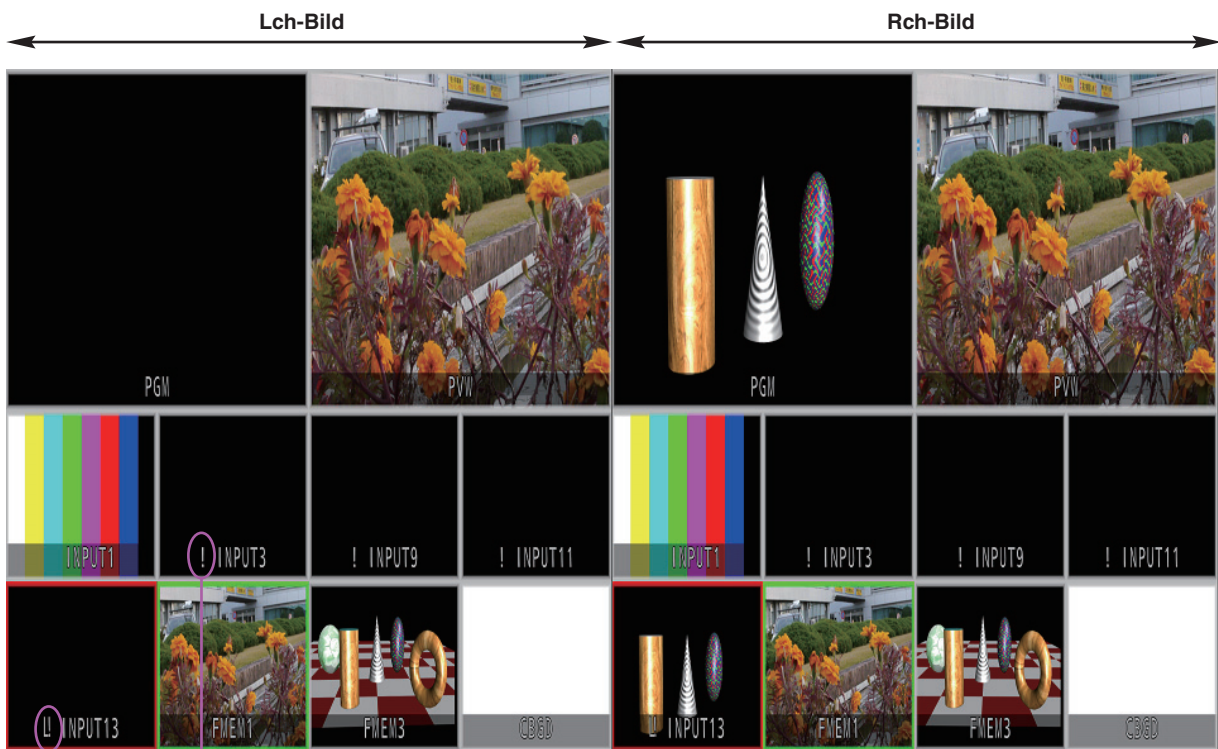 Lch-Bild Rch-Bild
PGM PVW PGM PVW
INPUT1 ! INPUT3 ! INPUT9 ! INPUT11 INPUT1 ! INPUT3 ! INPUT9 ! INPUT11
L! INPUT13 FMEM1 FMEM3 CBGD L! INPUT13 FMEM1 FMEM3 CBGD